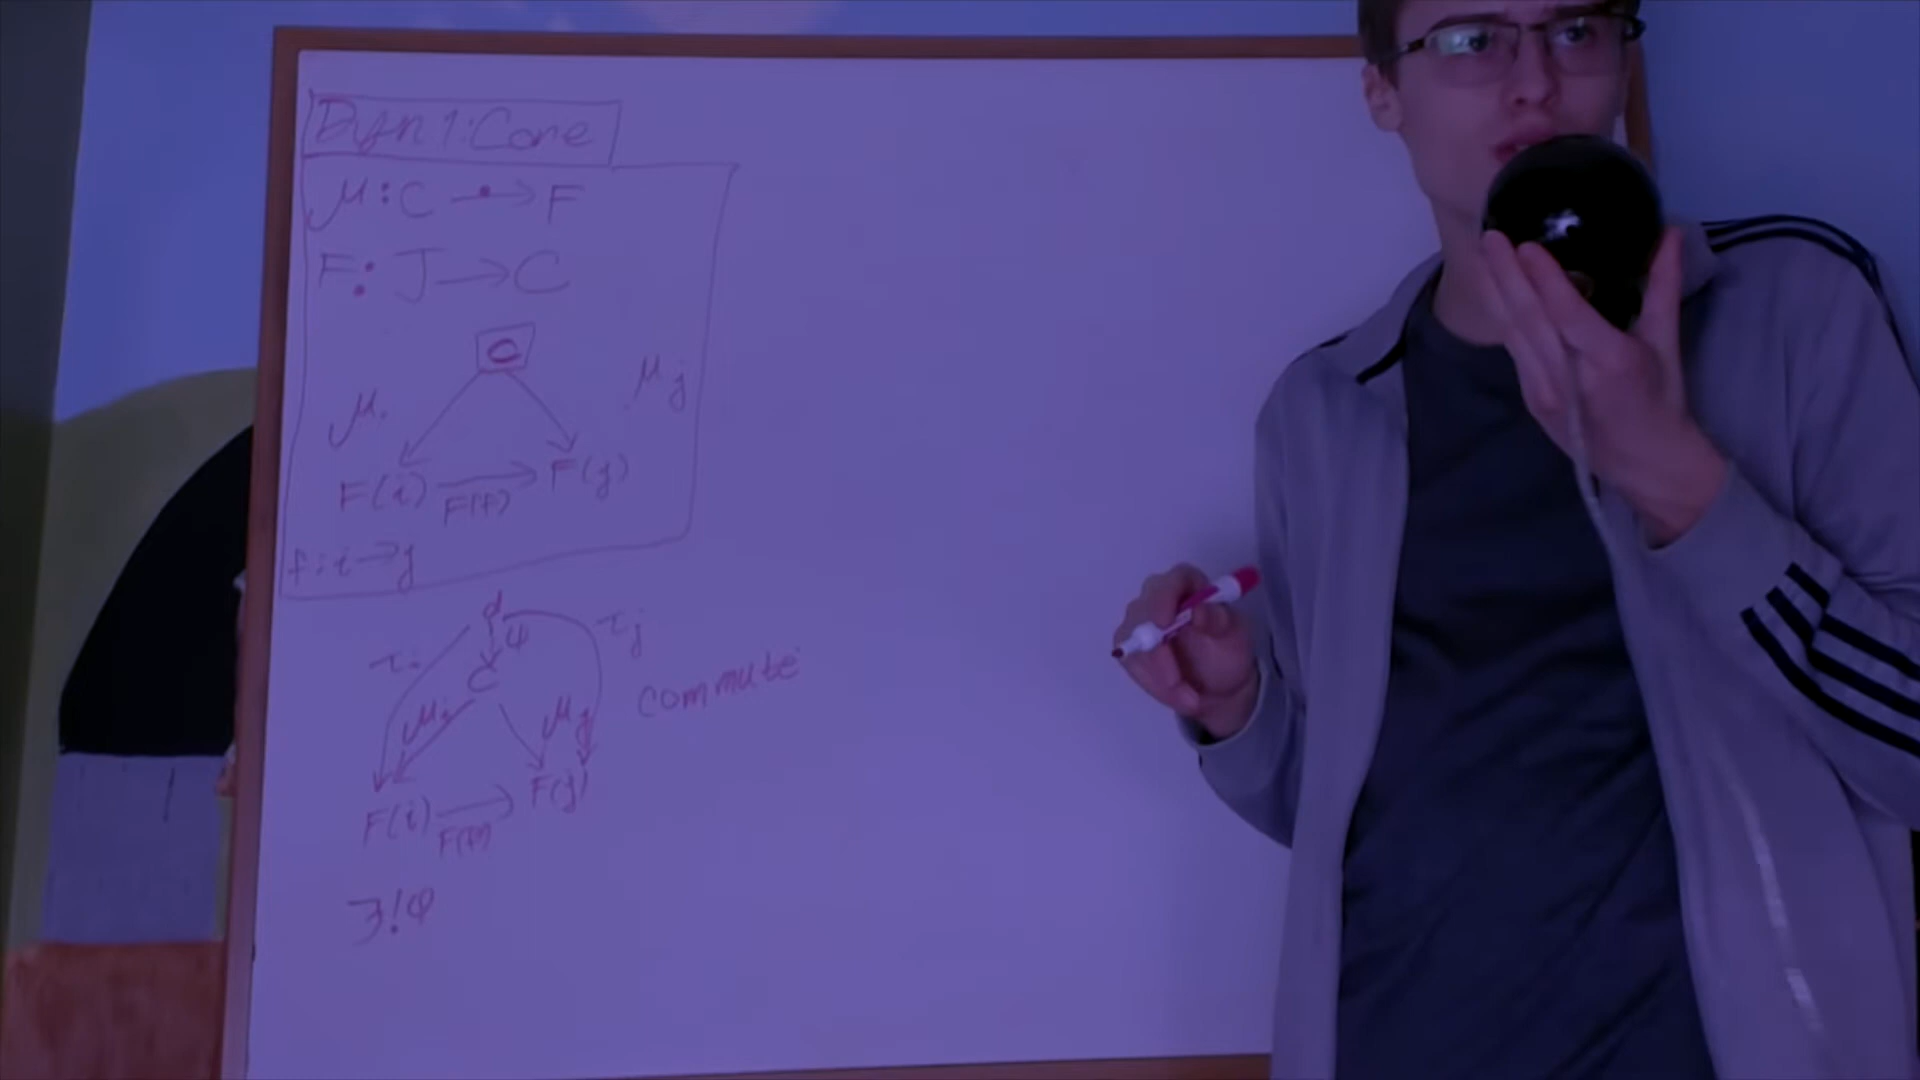 Dfn 1: Cone
μ: C → F
F: J → C
C
μi
μj
F(i) → F(j)
F(f)
f: i → j
d
τi
ψ
τj
C
μi
μj
commute
F(i) → F(j)
F(f)
∃!φ